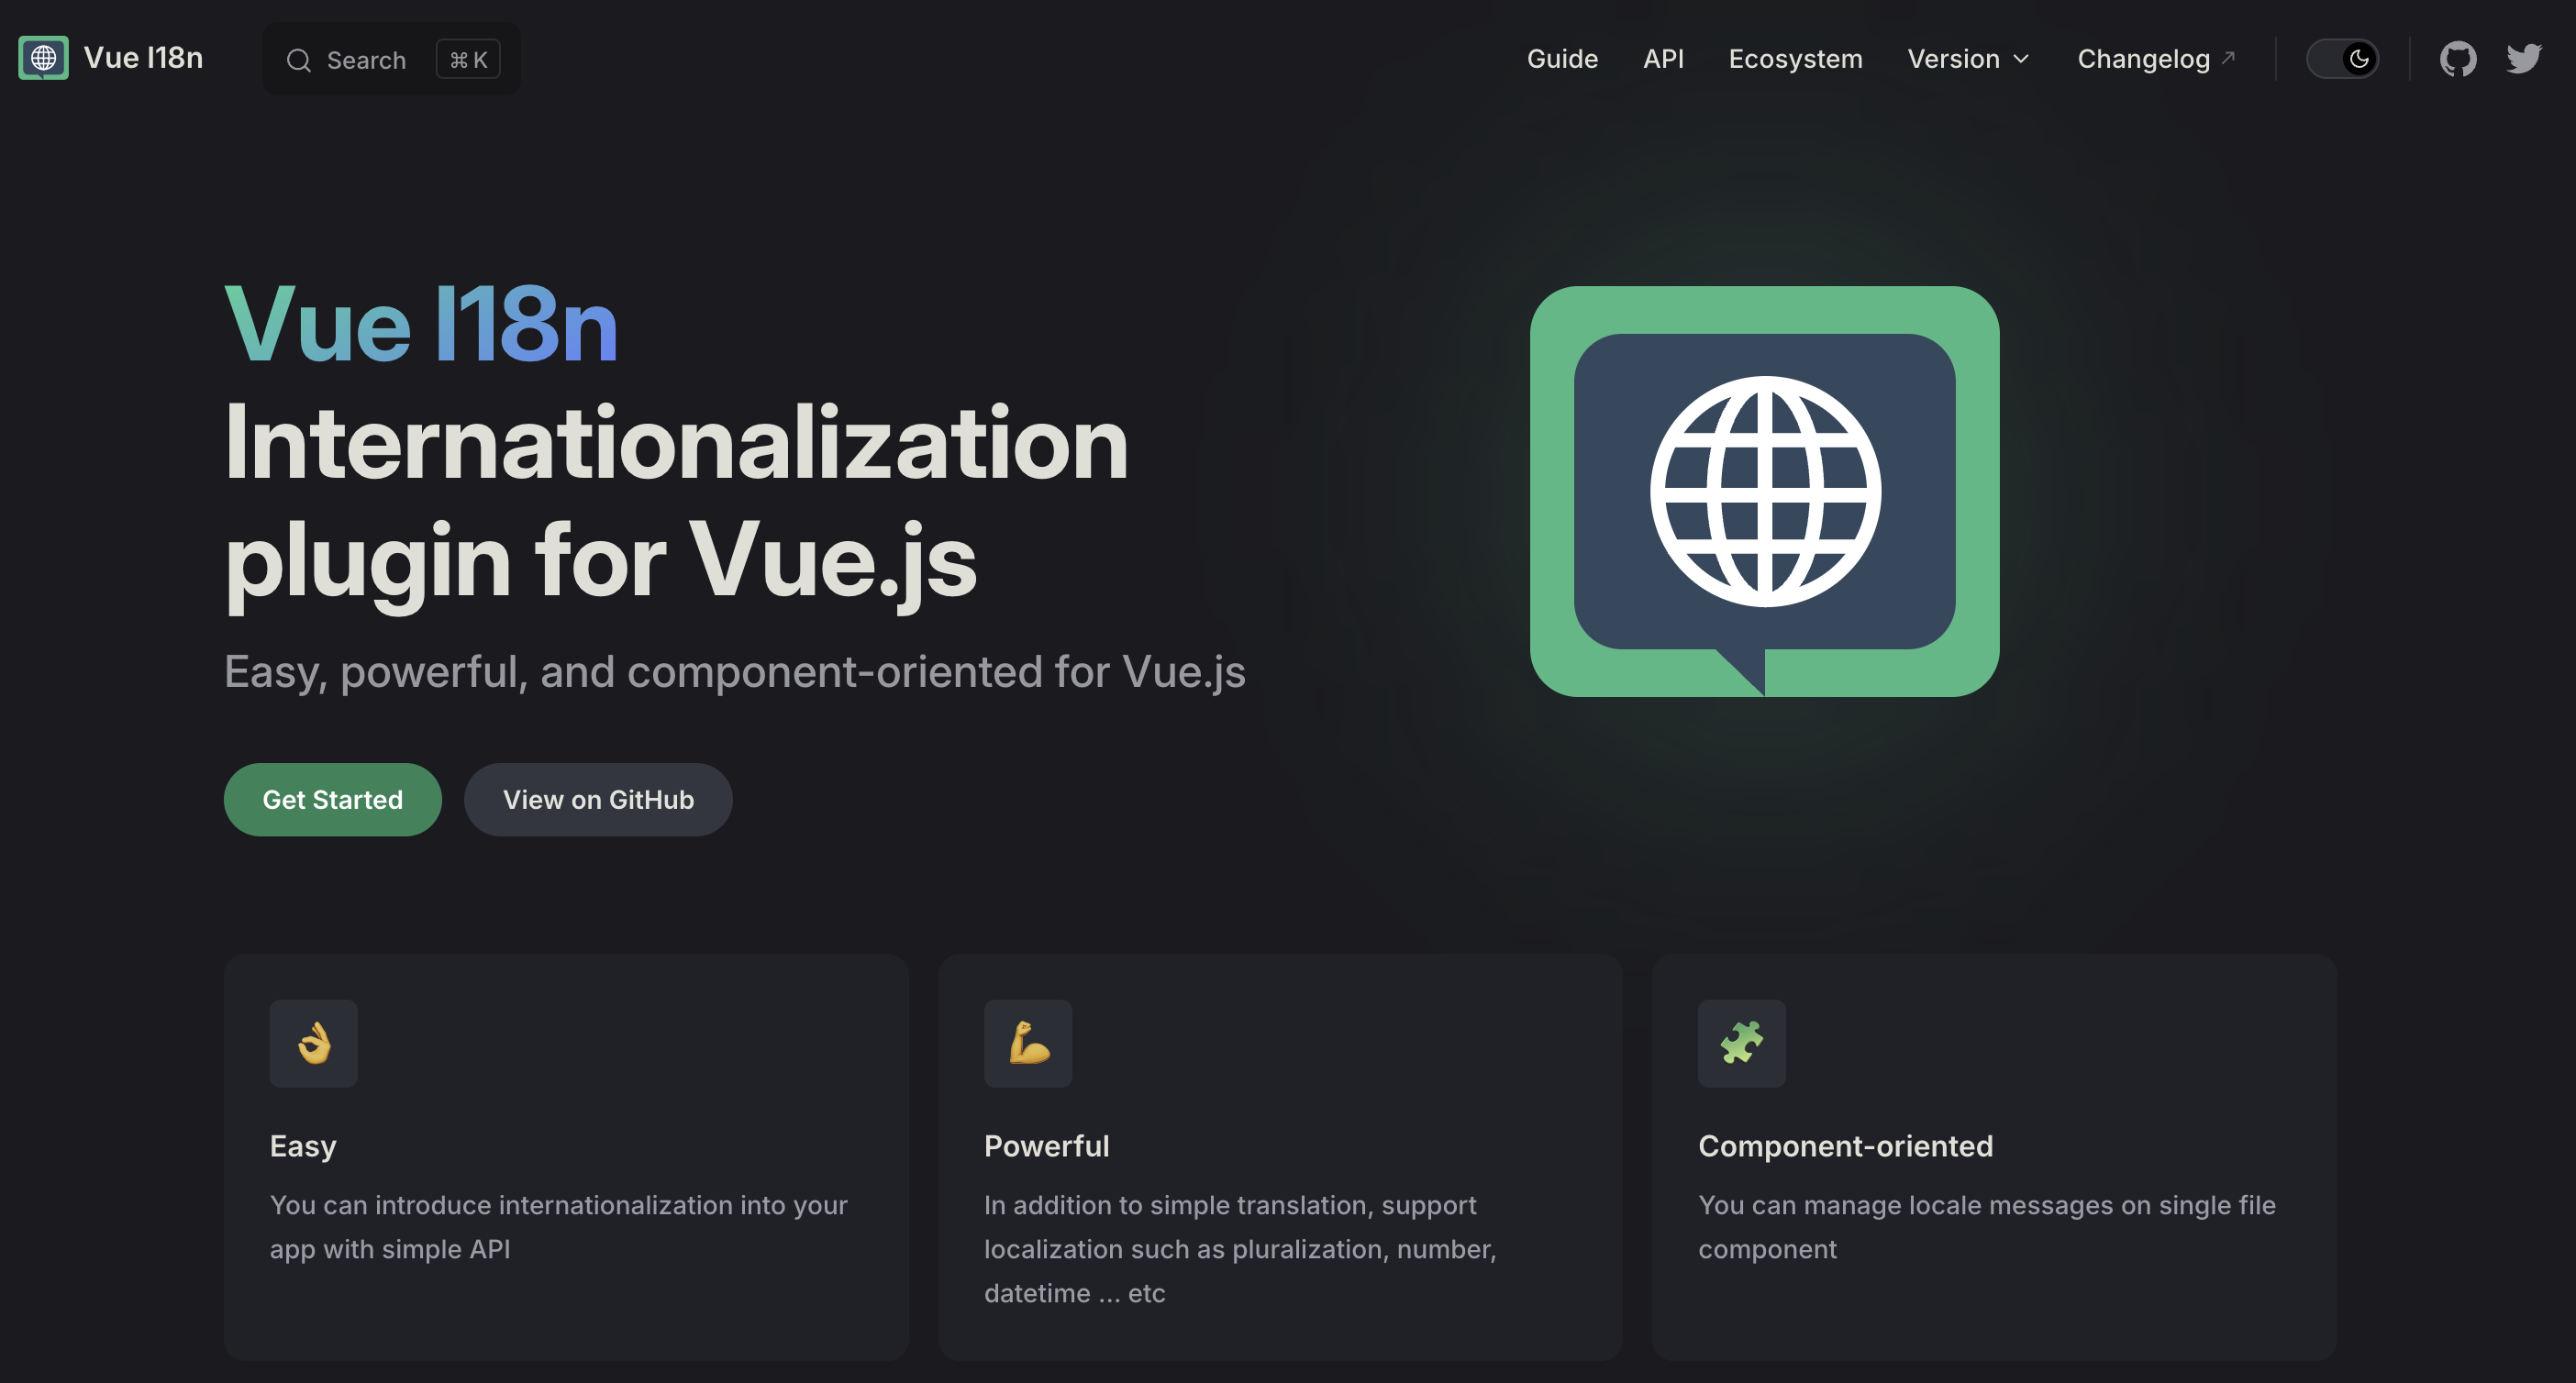 Vue I18n
Search
⌘ K
Guide
API
Ecosystem
Version
Changelog
Vue I18n
Internationalization
plugin for Vue.js
Easy, powerful, and component-oriented for Vue.js
Get Started
View on GitHub
Easy
You can introduce internationalization into your
app with simple API
Powerful
In addition to simple translation, support
localization such as pluralization, number,
datetime ... etc
Component-oriented
You can manage locale messages on single file
component